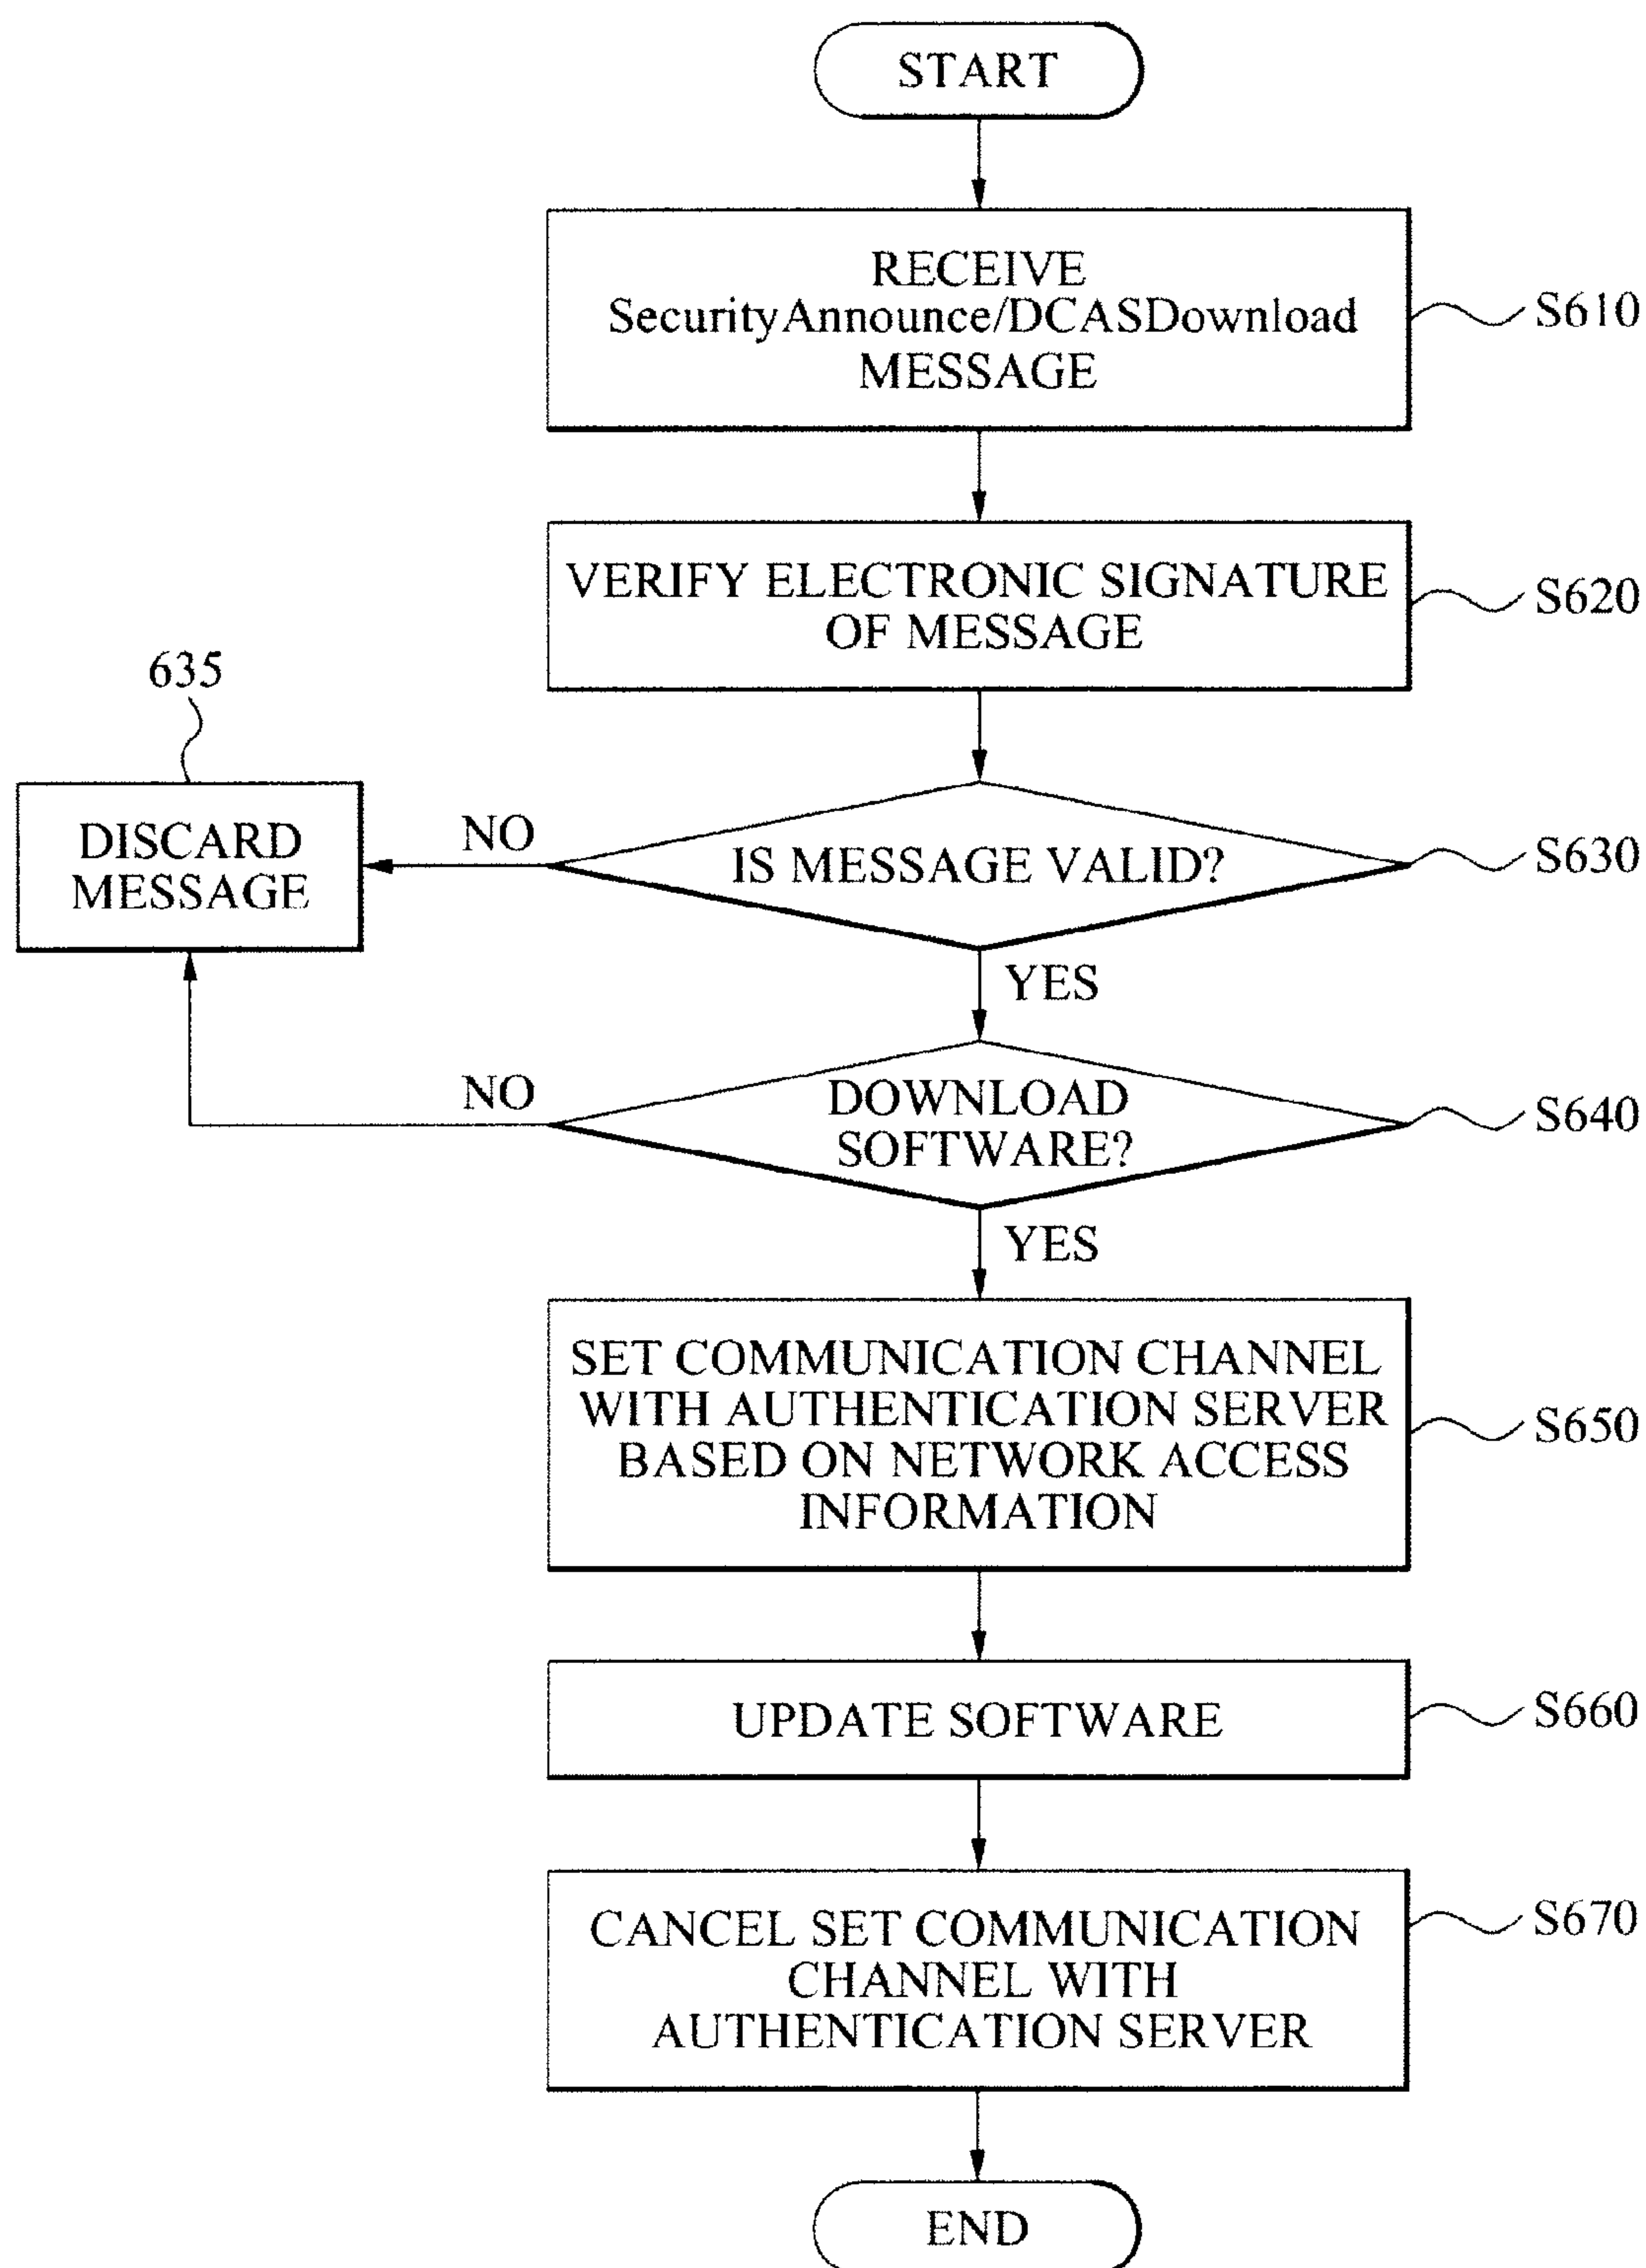 START
RECEIVE
SecurityAnnounce/DCASDownload
MESSAGE
S610
VERIFY ELECTRONIC SIGNATURE
OF MESSAGE
S620
635
DISCARD
MESSAGE
NO
IS MESSAGE VALID?
S630
YES
NO
DOWNLOAD
SOFTWARE?
S640
YES
SET COMMUNICATION CHANNEL
WITH AUTHENTICATION SERVER
BASED ON NETWORK ACCESS
INFORMATION
S650
UPDATE SOFTWARE
S660
CANCEL SET COMMUNICATION
CHANNEL WITH
AUTHENTICATION SERVER
S670
END